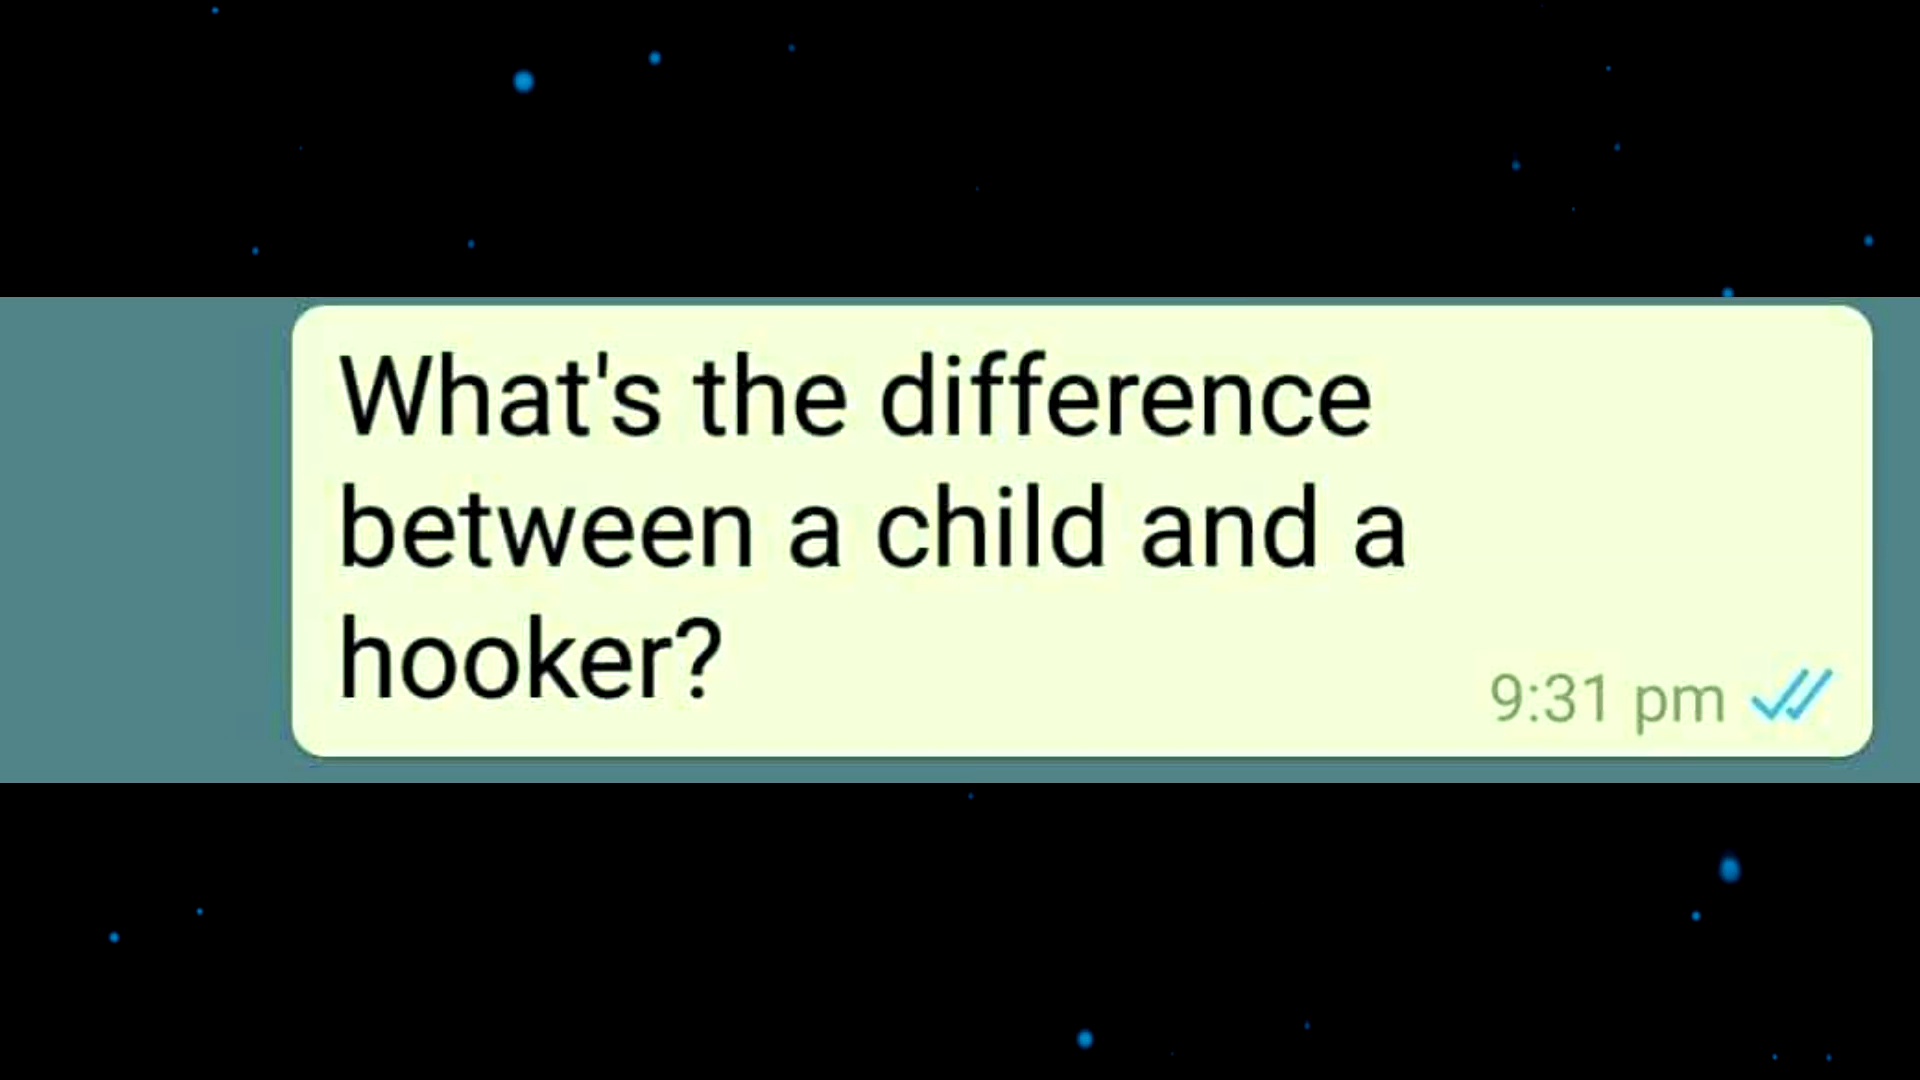 What's the difference
between a child and a
hooker?
9:31 pm